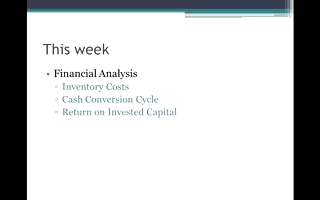 This week
• Financial Analysis
▫ Inventory Costs
▫ Cash Conversion Cycle
▫ Return on Invested Capital